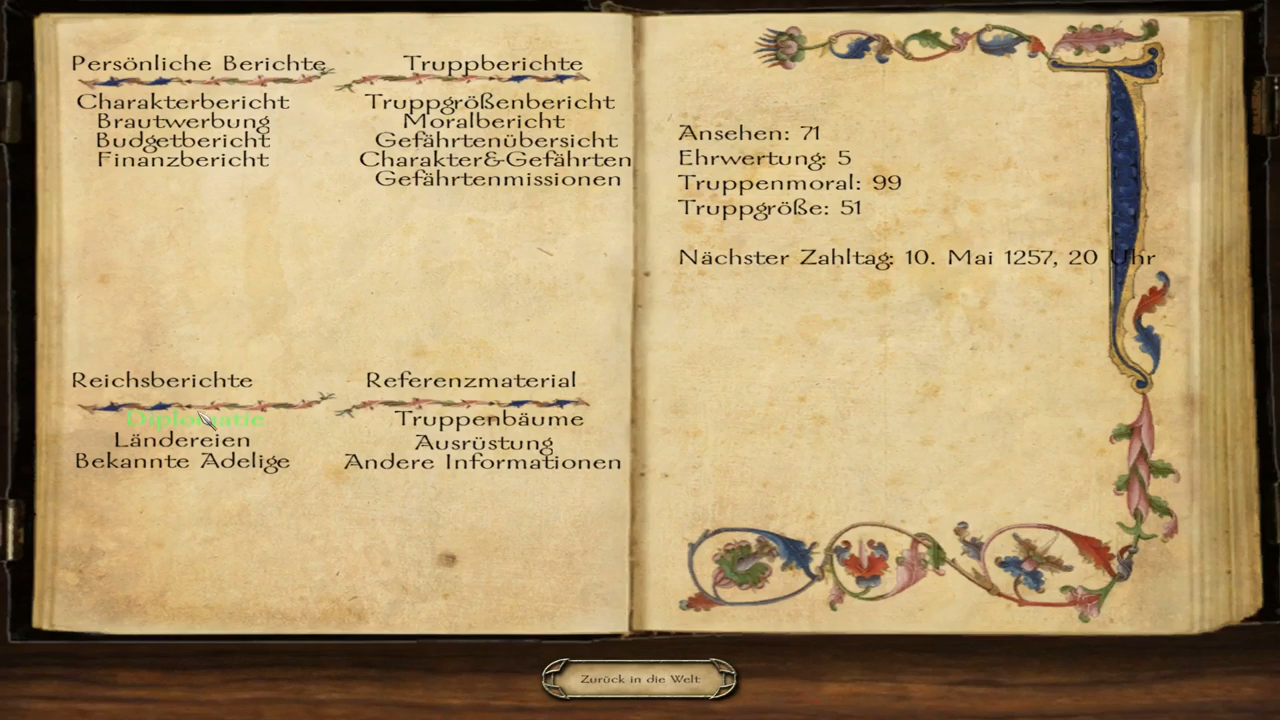 Persönliche Berichte
Charakterbericht
Brautwerbung
Budgetbericht
Finanzbericht
Truppberichte
Truppgrößenbericht
Moralbericht
Gefährtenübersicht
Charakter&Gefährten
Gefährtenmissionen
Reichsberichte
Diplomatie
Ländereien
Bekannte Adelige
Referenzmaterial
Truppenbäume
Ausrüstung
Andere Informationen
Ansehen: 71
Ehrwertung: 5
Truppenmoral: 99
Truppgröße: 51
Nächster Zahltag: 10. Mai 1257, 20 Uhr
Zurück in die Welt